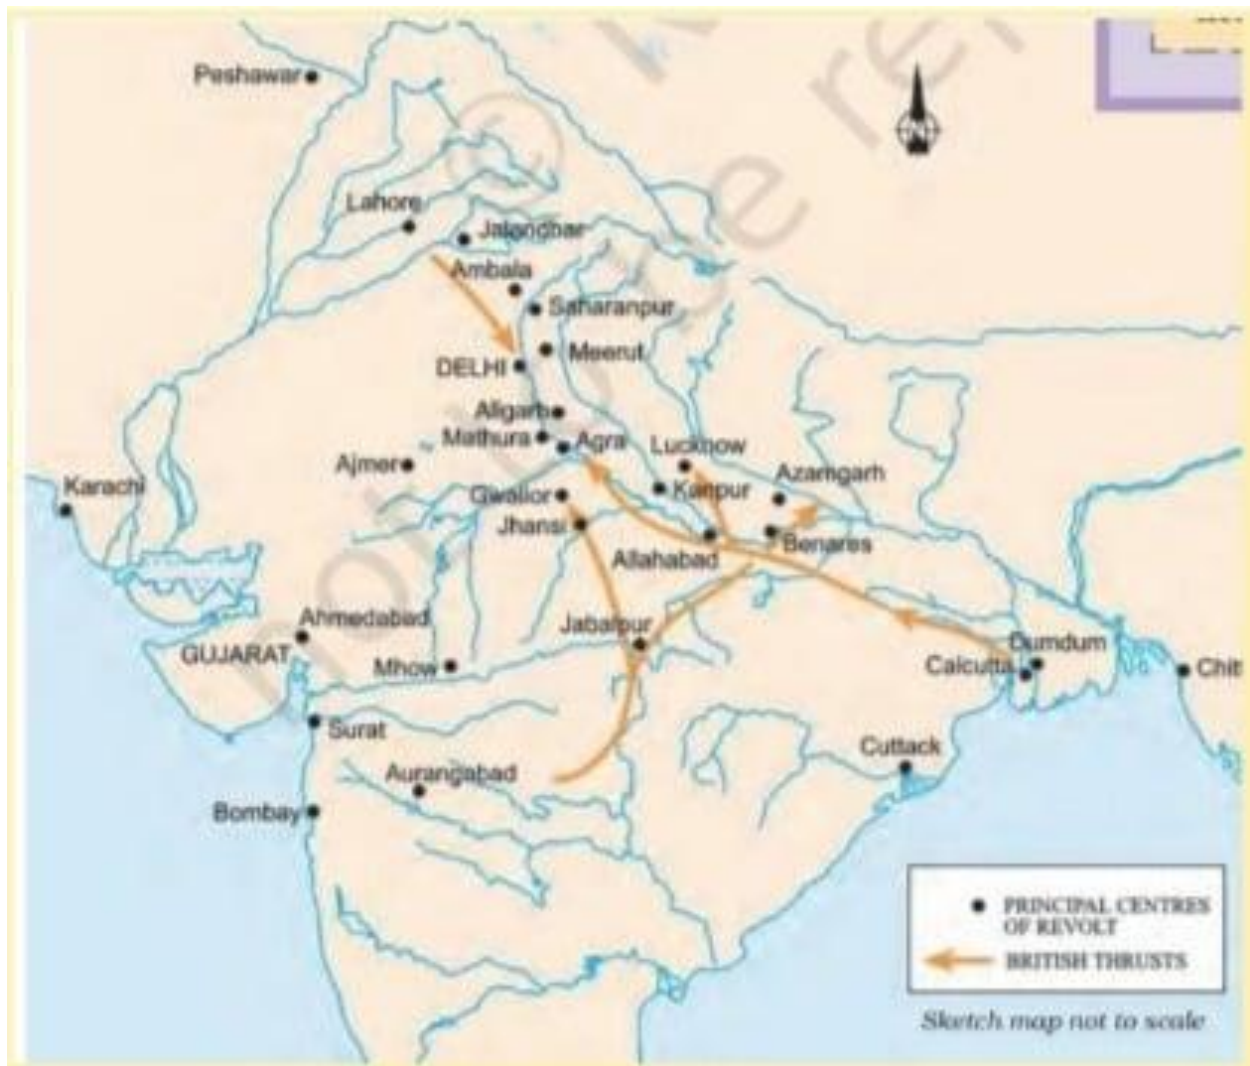 Peshawar
N
Lahore
Jalandhar
Ambala
Saharanpur
Meerut
DELHI
Aligarh
Mathura
Agra
Lucknow
Ajmer
Azamgarh
Karachi
Gwalior
Kanpur
Jhansi
Benares
Allahabad
Ahmedabad
Jabalpur
GUJARAT
Mhow
Dumdum
Calcutta
Chit
Surat
Cuttack
Aurangabad
Bombay
PRINCIPAL CENTRES
OF REVOLT
BRITISH THRUSTS
Sketch map not to scale